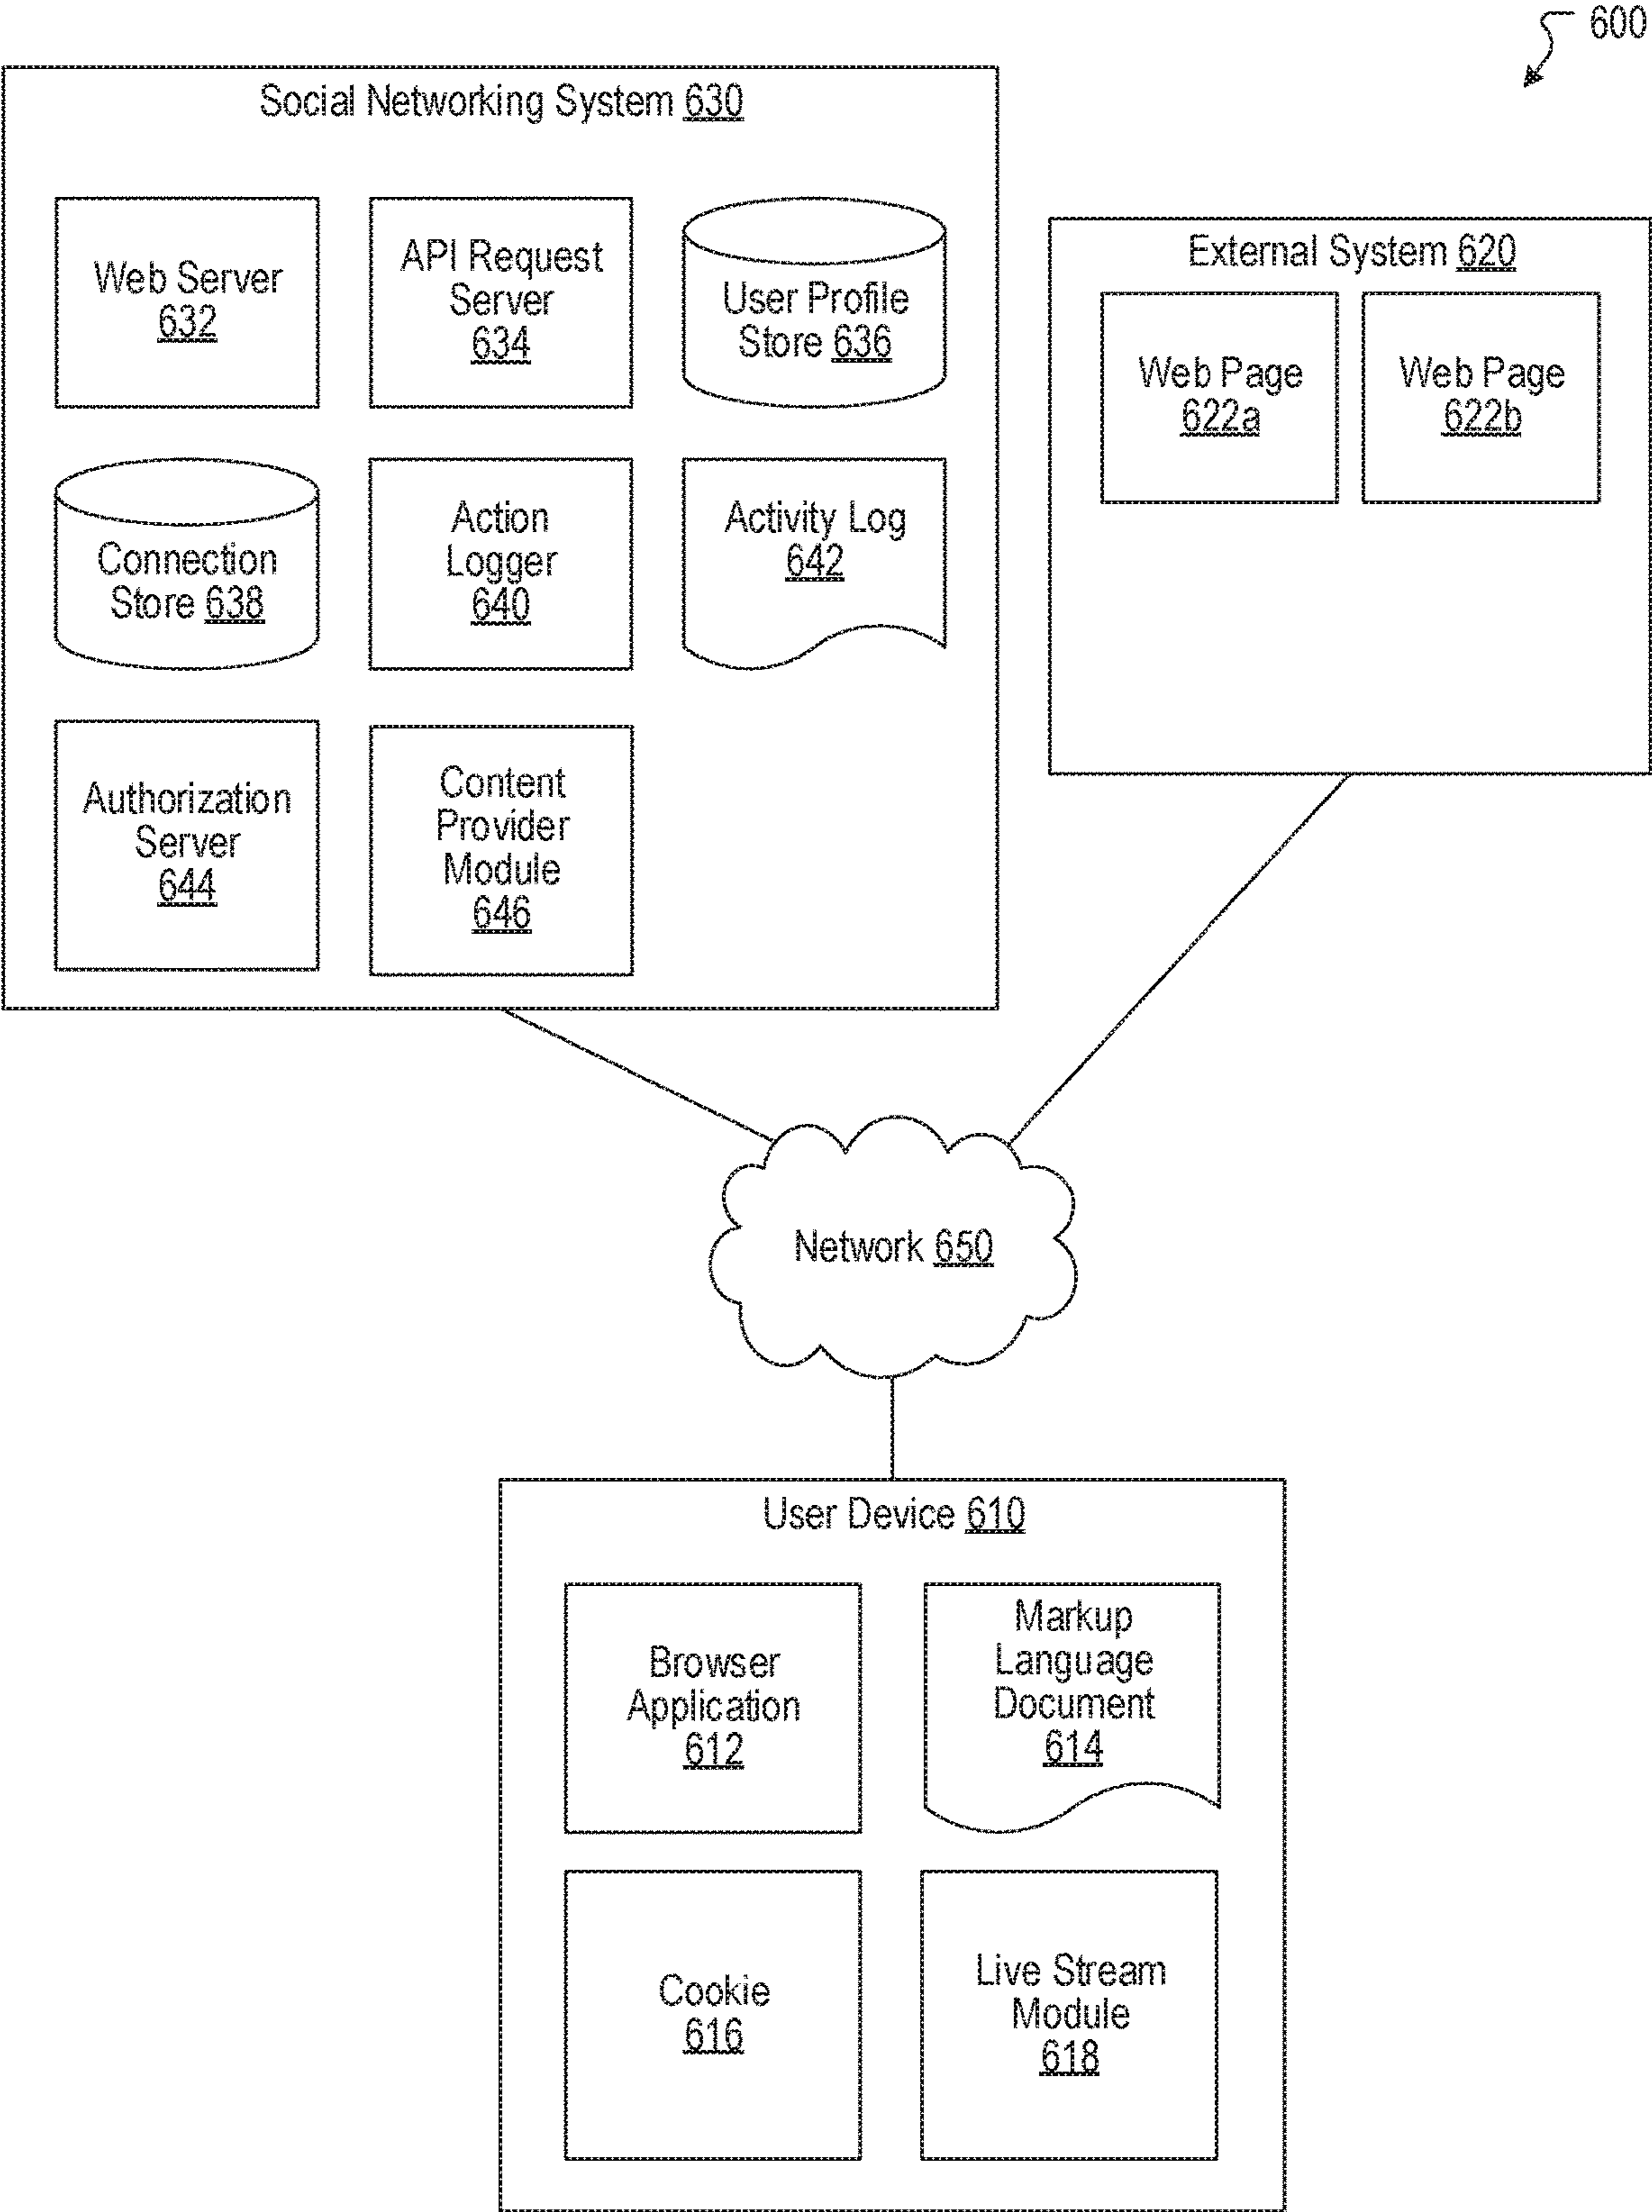 600
Social Networking System 630
Web Server
632
API Request
Server
634
User Profile
Store 636
Connection
Store 638
Action
Logger
640
Activity Log
642
Authorization
Server
644
Content
Provider
Module
646
External System 620
Web Page
622a
Web Page
622b
Network 650
User Device 610
Browser
Application
612
Markup
Language
Document
614
Cookie
616
Live Stream
Module
618